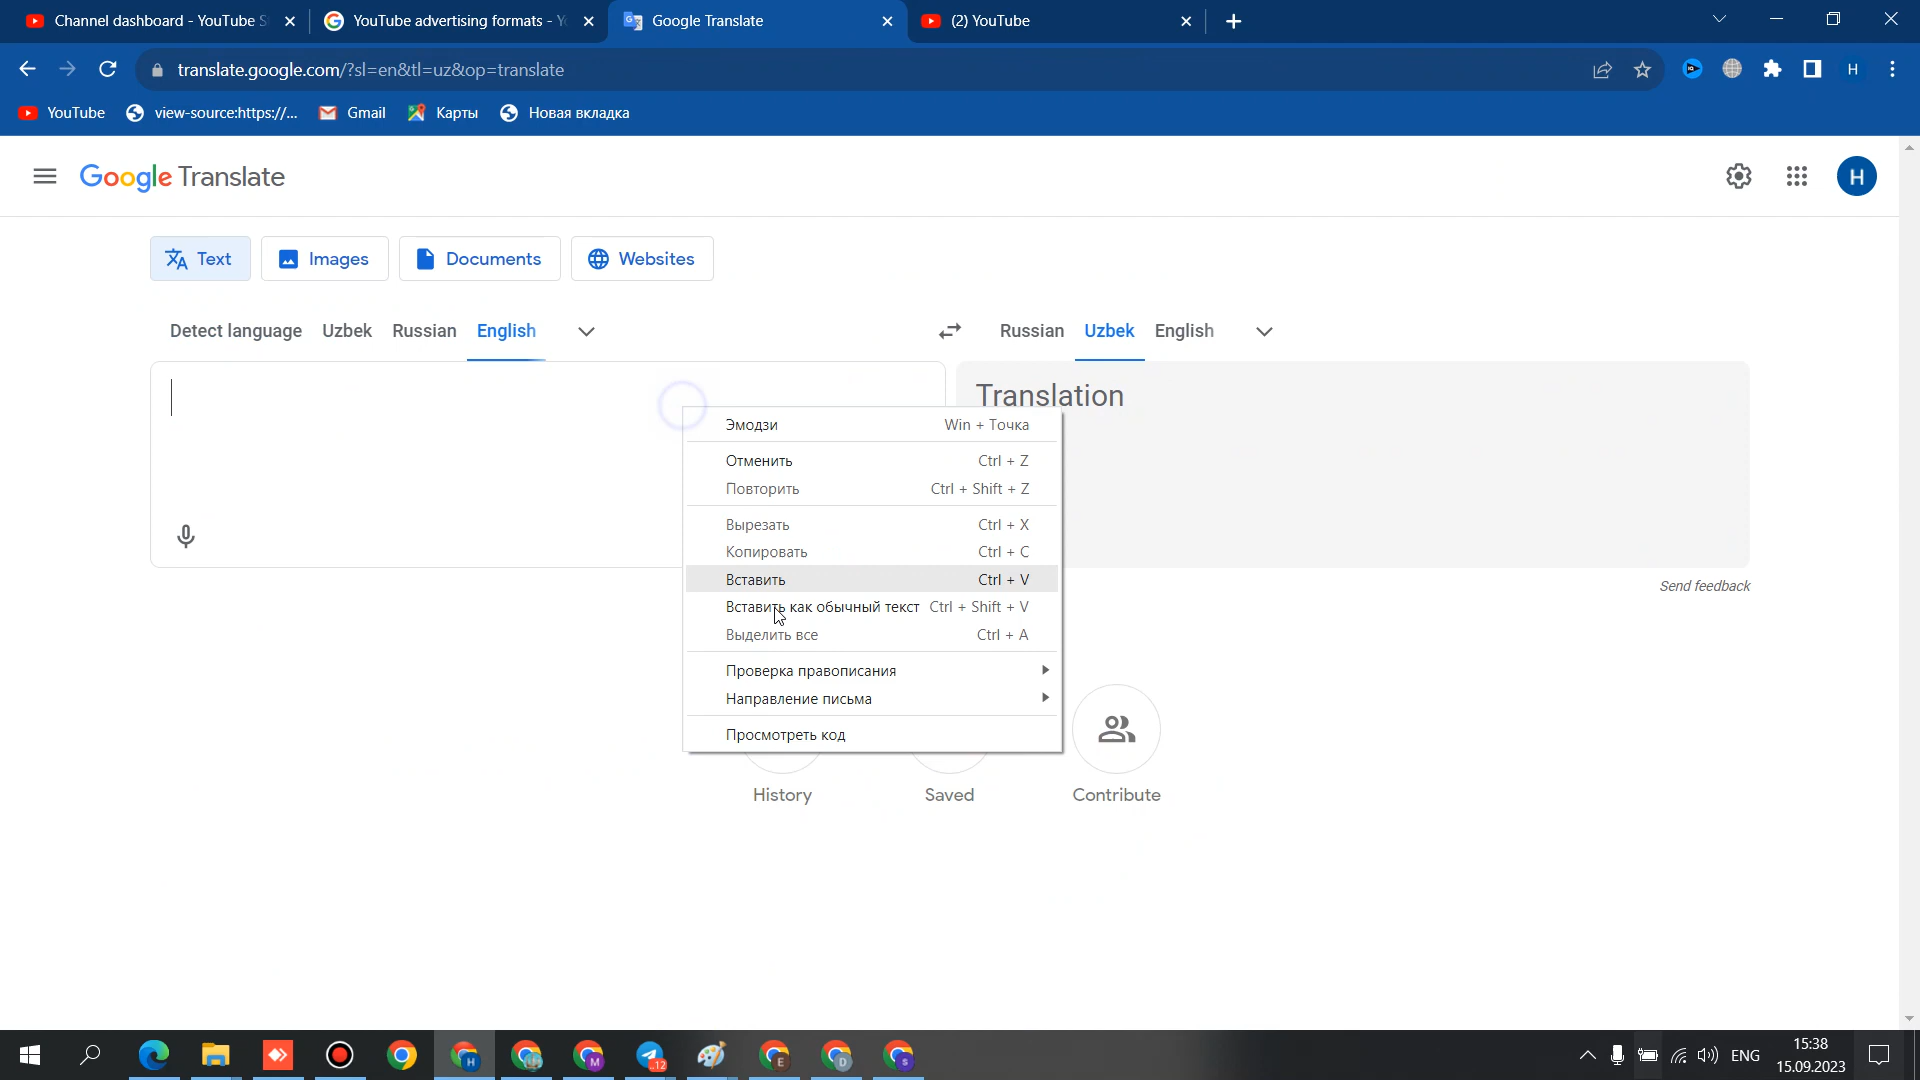 Channel dashboard - YouTube S
YouTube advertising formats - Y
Google Translate
(2) YouTube
translate.google.com/?sl=en&tl=uz&op=translate
H
YouTube
view-source:https://...
Gmail
Карты
Новая вкладка
Google Translate
H
Text
Images
Documents
Websites
Detect language
Uzbek
Russian
English
Russian
Uzbek
English
Translation
Эмодзи Win + Точка
Отменить Ctrl + Z
Повторить Ctrl + Shift + Z
Вырезать Ctrl + X
Копировать Ctrl + C
Вставить Ctrl + V
Вставить как обычный текст Ctrl + Shift + V
Выделить все Ctrl + A
Проверка правописания
Направление письма
Просмотреть код
Send feedback
History
Saved
Contribute
H
M
12
E
D
S
ENG
15:38
15.09.2023